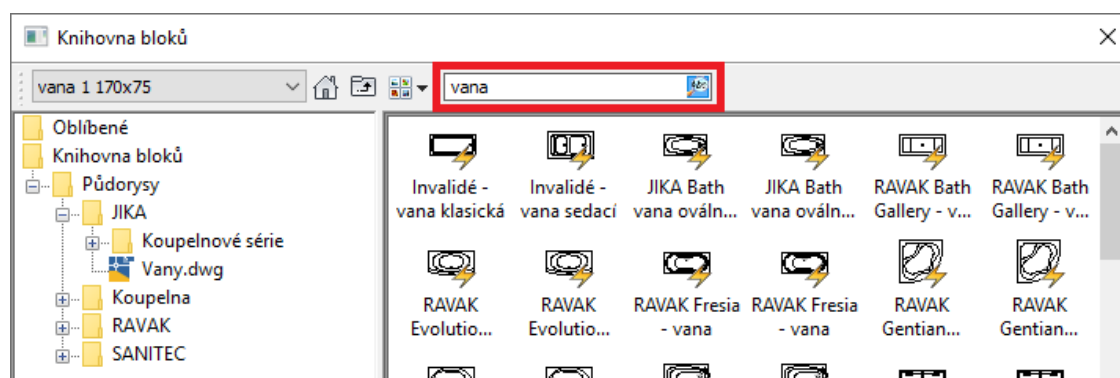 Knihovna bloků
vana 1 170x75
vana
Oblíbené
Knihovna bloků
Půdorysy
JIKA
Koupelnové série
Vany.dwg
Koupelna
RAVAK
SANITEC
Invalidé -
vana klasická
Invalidé -
vana sedací
JIKA Bath
vana ováln...
JIKA Bath
vana ováln...
RAVAK Bath
Gallery - v...
RAVAK Bath
Gallery - v...
RAVAK
Evolutio...
RAVAK
Evolutio...
RAVAK Fresia
- vana
RAVAK Fresia
- vana
RAVAK
Gentian...
RAVAK
Gentian...